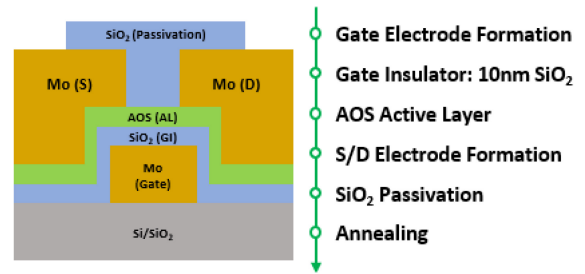 SiO₂ (Passivation)
Mo (S)
Mo (D)
AOS (AL)
SiO₂ (GI)
Mo
(Gate)
Si/SiO₂
Gate Electrode Formation
Gate Insulator: 10nm SiO₂
AOS Active Layer
S/D Electrode Formation
SiO₂ Passivation
Annealing